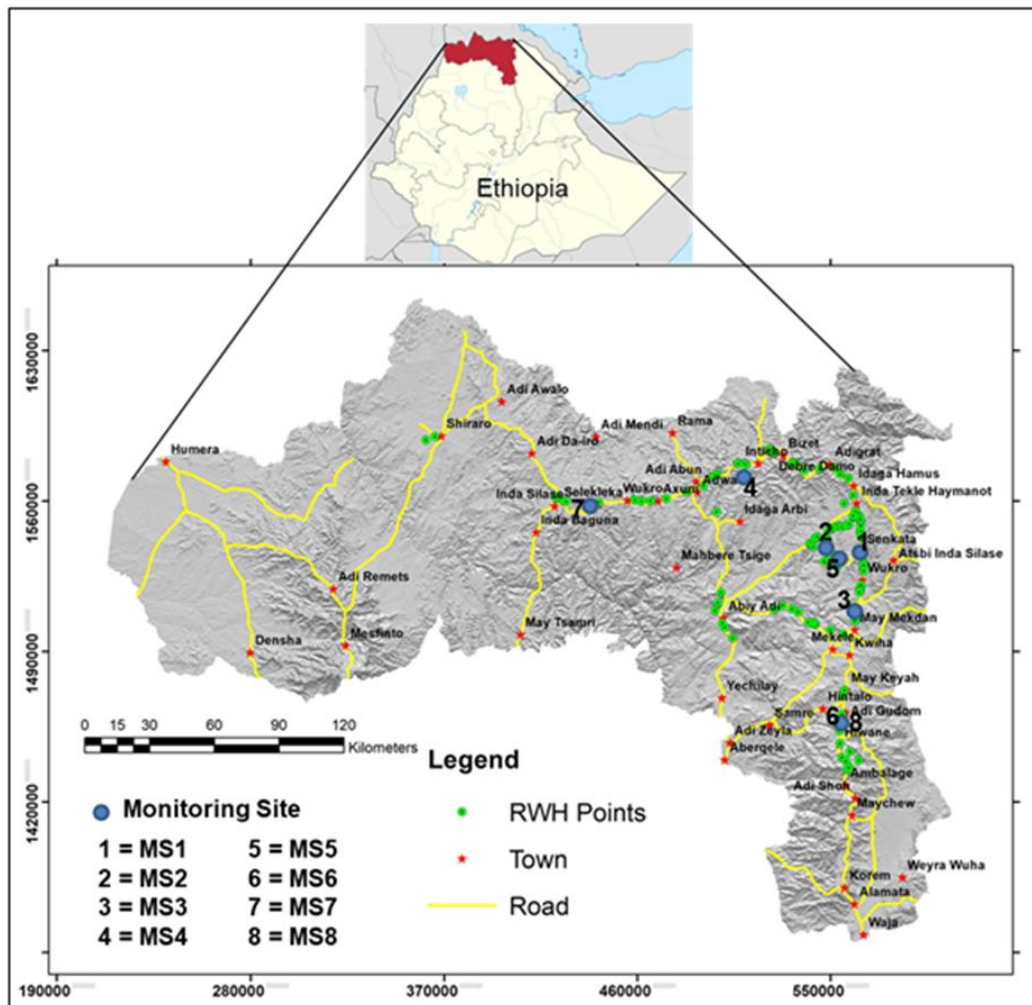 Ethiopia
1630000
1560000
1490000
1420000
Adi Awalo
Shiraro
Adi Mendi
Rama
Humera
Adi Da-iro
Inticho
Bizet
Debre Damo
Adigrat
Adi Abun
Adwa
Idaga Hamus
Inda Silase
Selekleka
Wukro
Axum
4
Inda Tekle Haymanot
7
Inda Baguna
Idaga Arbi
2
1
Senkata
5
Atsbi Inda Silase
Mahbere Tsige
Wukro
Adi Remets
3
May Mekdan
Abiy Adi
May Tsaipri
Densha
Mesfinto
Mekele
Kwiha
May Keyah
Yechilay
Hintalo
Samre
6
8
Adi Gudom
Hiwane
Adi Zeyla
Abergele
Ambalage
Adi Shoh
Maychew
Weyra Wuha
Korem
Alamata
Waja
0 15 30 60 90 120
Kilometers
Legend
Monitoring Site
1 = MS1
2 = MS2
3 = MS3
4 = MS4
5 = MS5
6 = MS6
7 = MS7
8 = MS8
RWH Points
Town
Road
190000 280000 370000 460000 550000